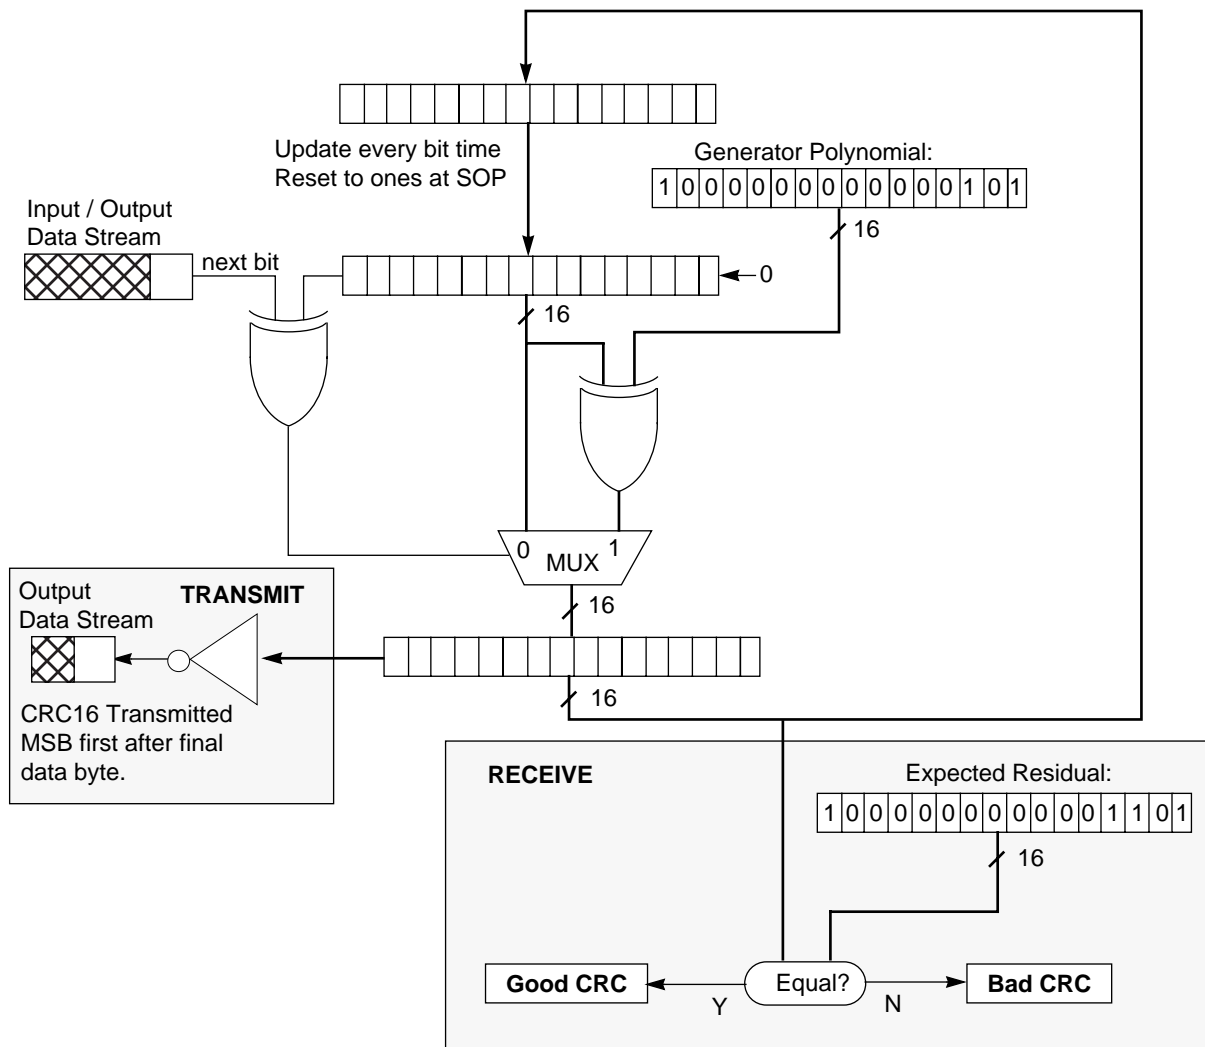 Update every bit time
Reset to ones at SOP
Generator Polynomial:
1 0 0 0 0 0 0 0 0 0 0 0 0 1 0 1
16
Input / Output
Data Stream
next bit
0
16
0 1
MUX
16
Output
Data Stream
TRANSMIT
CRC16 Transmitted
MSB first after final
data byte.
16
RECEIVE
Expected Residual:
1 0 0 0 0 0 0 0 0 0 0 0 1 1 0 1
16
Good CRC
Y
Equal?
N
Bad CRC